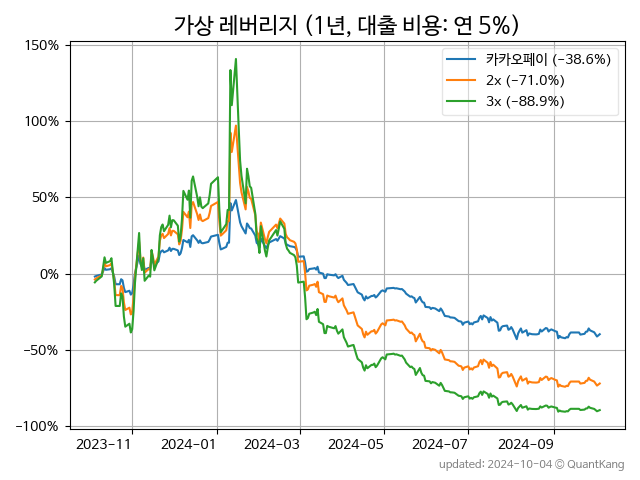 가상 레버리지 (1년, 대출 비용: 연 5%)
150%
100%
50%
0%
−50%
−100%
카카오페이 (-38.6%)
2x (-71.0%)
3x (-88.9%)
2023-11
2024-01
2024-03
2024-05
2024-07
2024-09
updated: 2024-10-04 © QuantKang